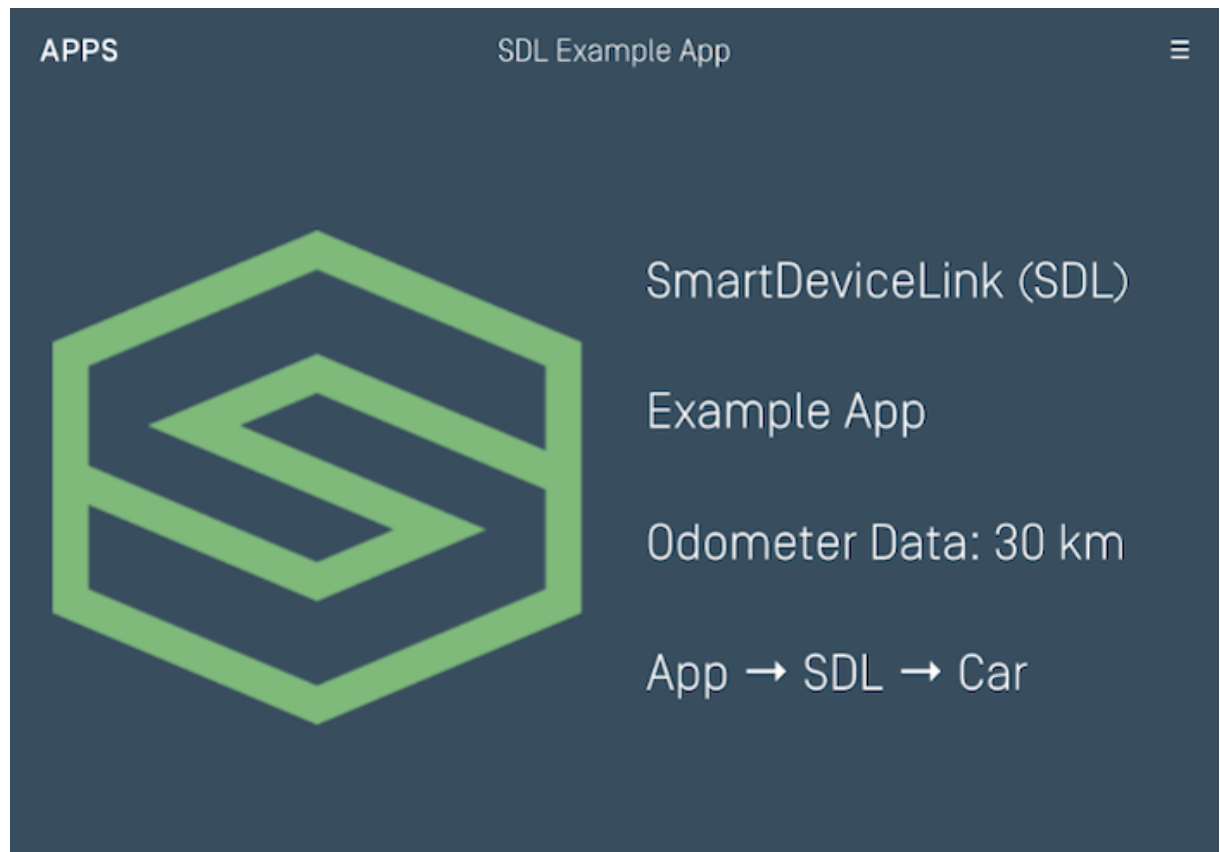 APPS
SDL Example App
SmartDeviceLink (SDL)
Example App
Odometer Data: 30 km
App → SDL → Car